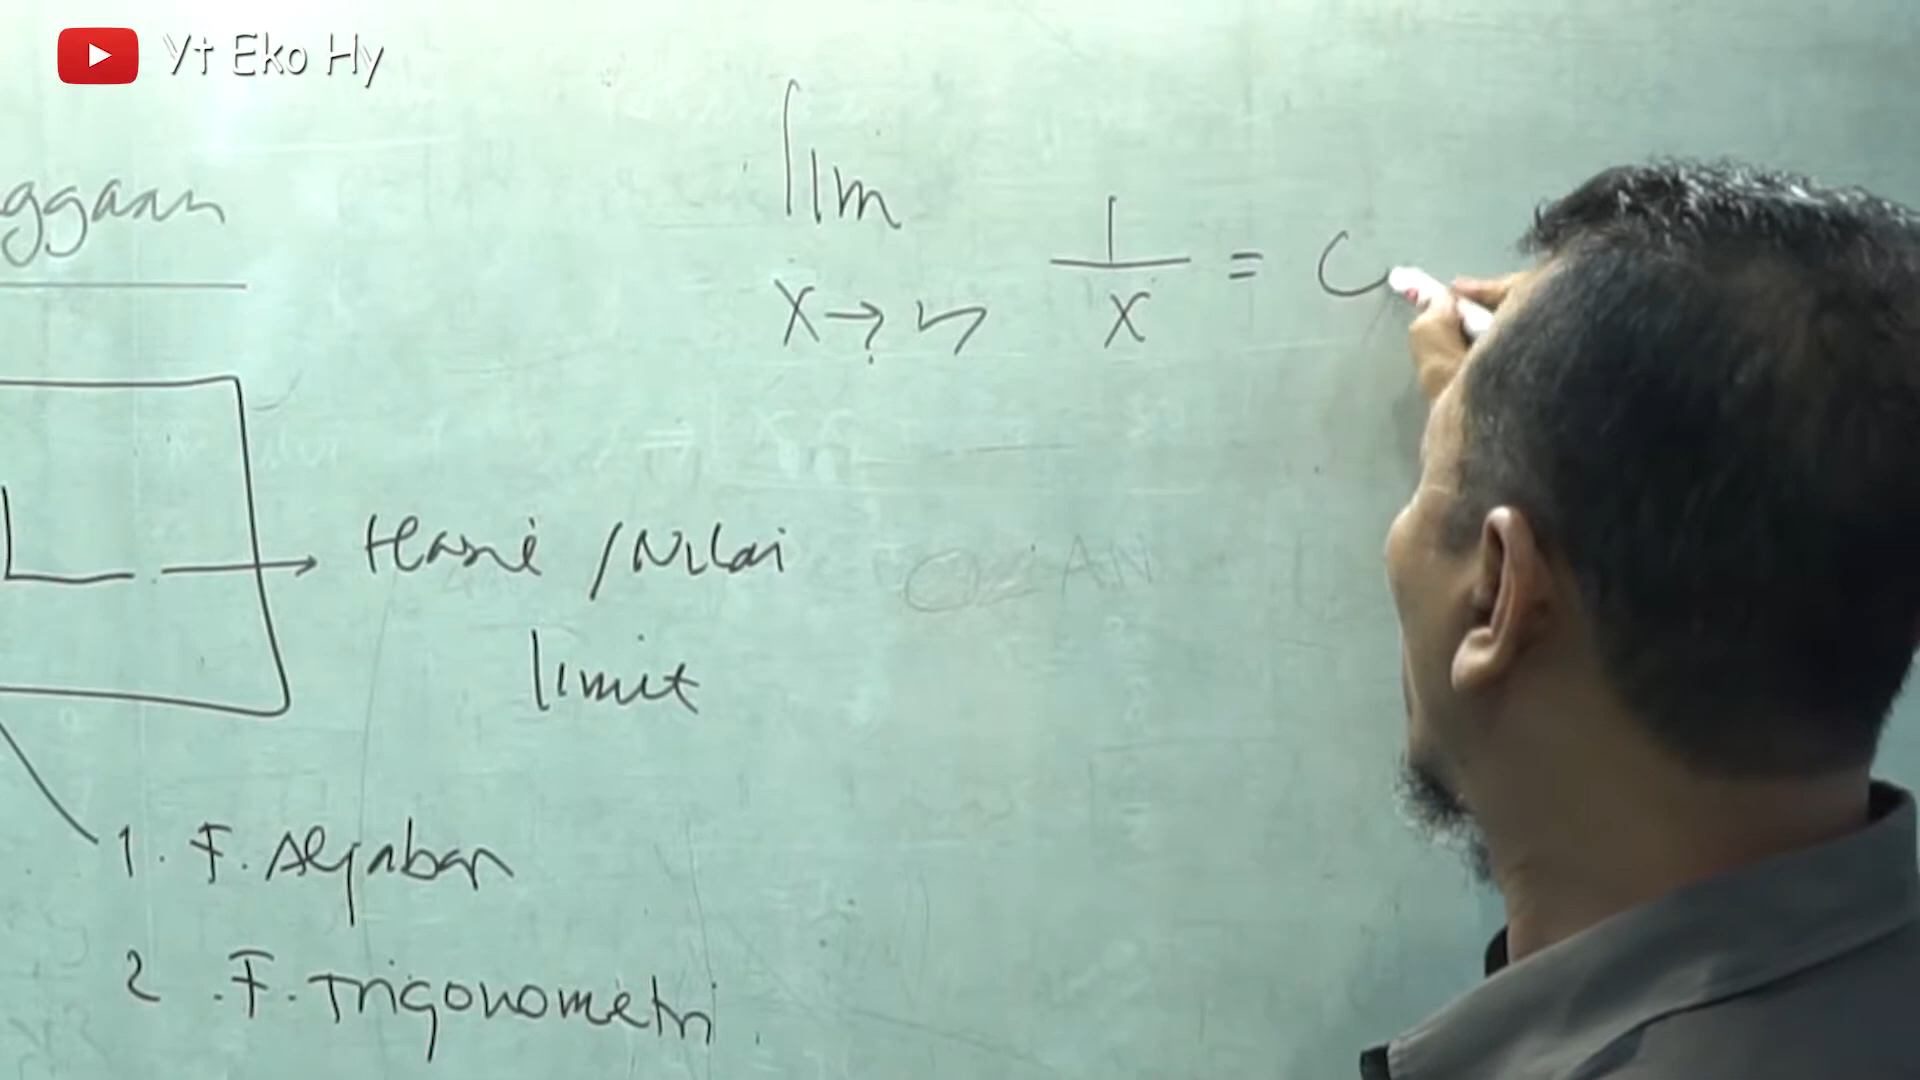 Yt Eko Hy
ggaan
lim
x→ 1/x =
L → Hasil / Nilai
limit
1. F. Aljabar
2. F. Trigonometri